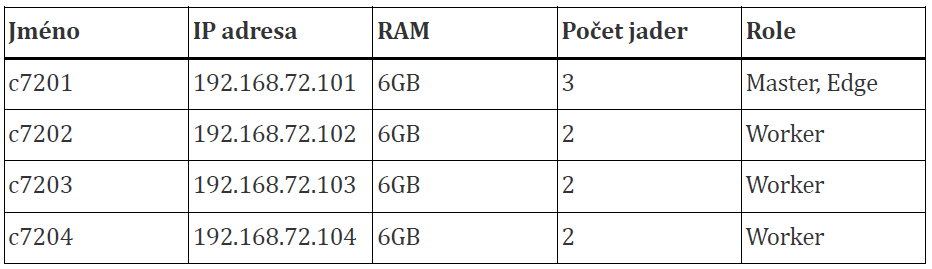 Jméno IP adresa RAM Počet jader Role
c7201 192.168.72.101 6GB 3 Master, Edge
c7202 192.168.72.102 6GB 2 Worker
c7203 192.168.72.103 6GB 2 Worker
c7204 192.168.72.104 6GB 2 Worker